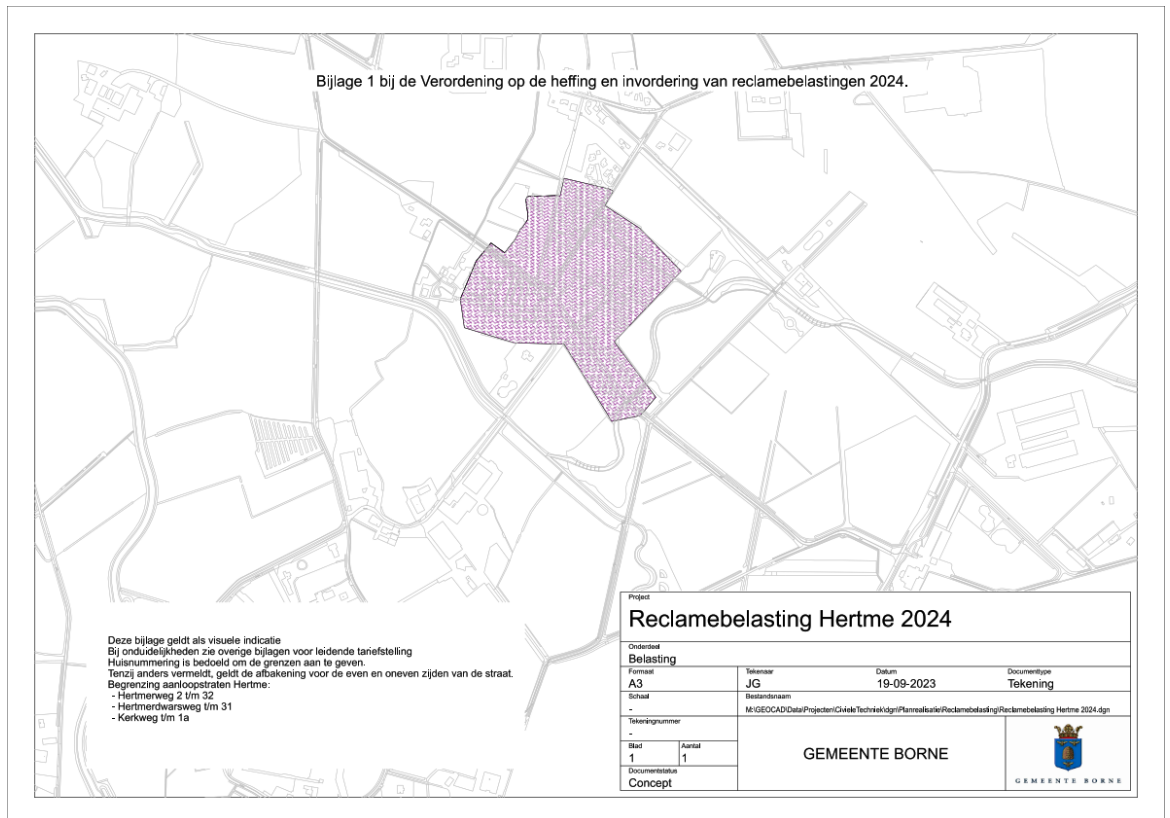 Bijlage 1 bij de Verordening op de heffing en invordering van reclamebelastingen 2024.
Deze bijlage geldt als visuele indicatie
Bij onduidelijkheden zie overige bijlagen voor leidende tariefstelling
Huisnummering is bedoeld om de grenzen aan te geven.
Tenzij anders vermeldt, geldt de afbakening voor de even en oneven zijden van de straat.
Begrenzing aanloopstraten Hertme:
- Hertmerweg 2 t/m 32
- Hertmerdwarsweg t/m 31
- Kerkweg t/m 1a
Project
Reclamebelasting Hertme 2024
Onderdeel
Belasting
Formaat Tekenaar Datum Documenttype
A3 JG 19-09-2023 Tekening
Schaal Bestandsnaam
- M:\GEOCAD\Data\Projecten\CivieleTechniek\dgn\Planrealisatie\Reclamebelasting\Reclamebelasting Hertme 2024.dgn
Tekeningnummer
-
Blad Aantal
1 1
Documentstatus
Concept
GEMEENTE BORNE
GEMEENTE BORNE